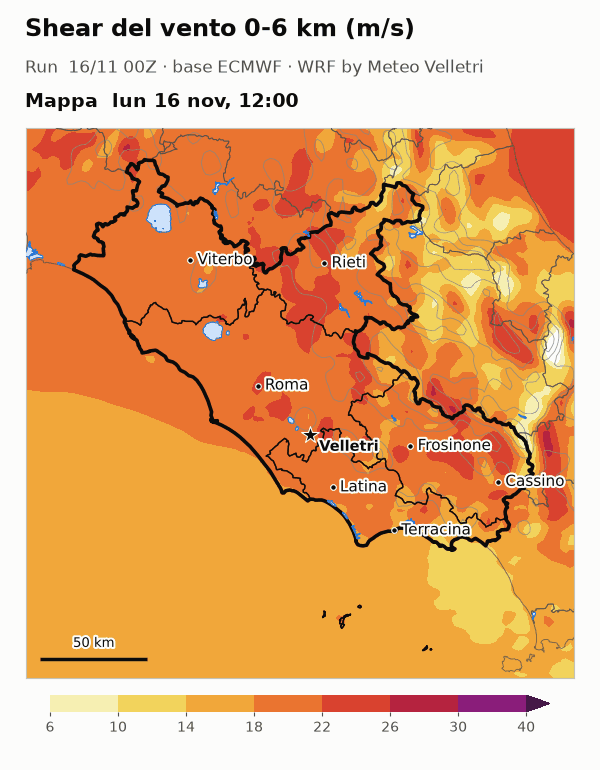 Shear del vento 0-6 km (m/s)
Run 16/11 00Z · base ECMWF · WRF by Meteo Velletri
Mappa lun 16 nov, 12:00
Viterbo
Rieti
Roma
Velletri
Frosinone
Latina
Cassino
Terracina
50 km
6 10 14 18 22 26 30 40